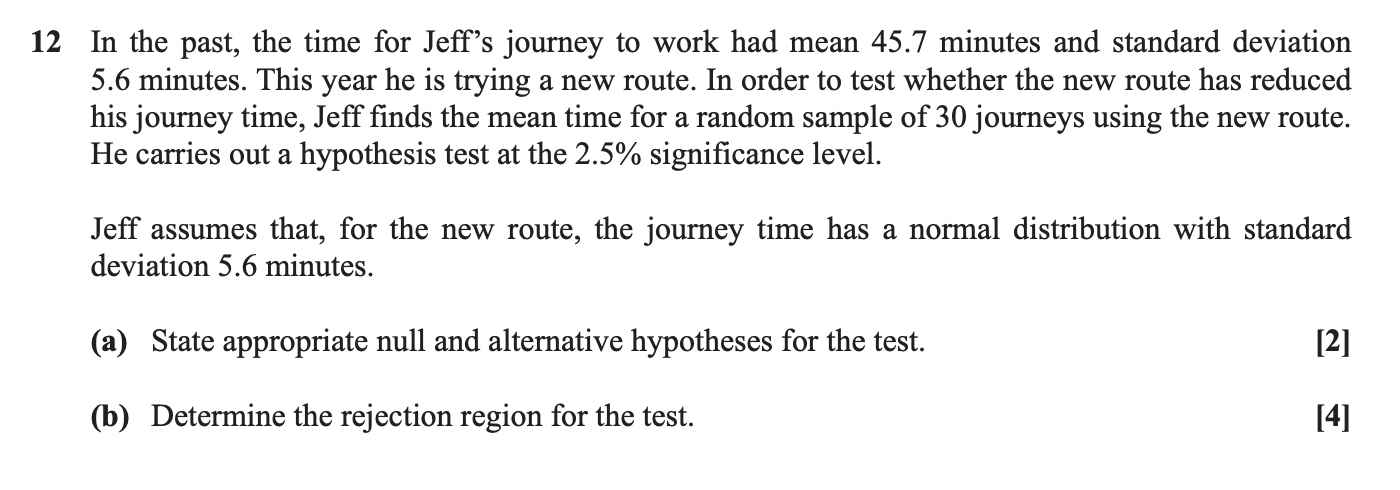 12 In the past, the time for Jeff’s journey to work had mean 45.7 minutes and standard deviation
5.6 minutes. This year he is trying a new route. In order to test whether the new route has reduced
his journey time, Jeff finds the mean time for a random sample of 30 journeys using the new route.
He carries out a hypothesis test at the 2.5% significance level.
Jeff assumes that, for the new route, the journey time has a normal distribution with standard
deviation 5.6 minutes.
(a) State appropriate null and alternative hypotheses for the test. [2]
(b) Determine the rejection region for the test. [4]